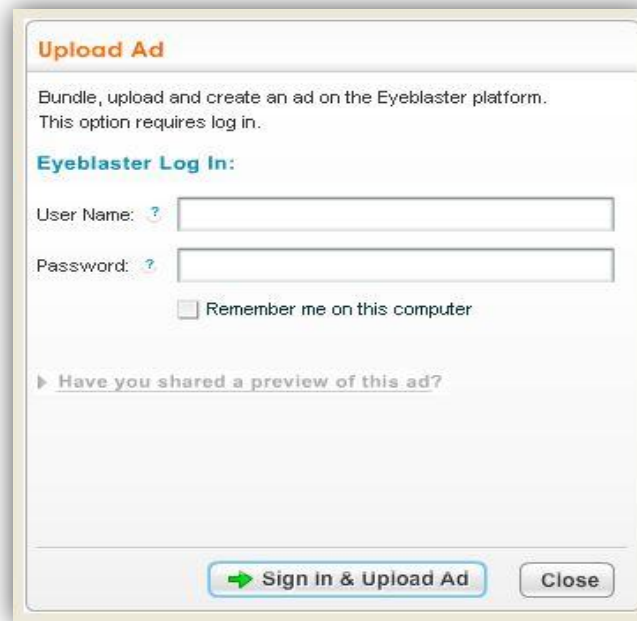 Upload Ad
Bundle, upload and create an ad on the Eyeblaster platform.
This option requires log in.
Eyeblaster Log In:
User Name: ?
Password: ?
Remember me on this computer
Have you shared a preview of this ad?
Sign in & Upload Ad
Close